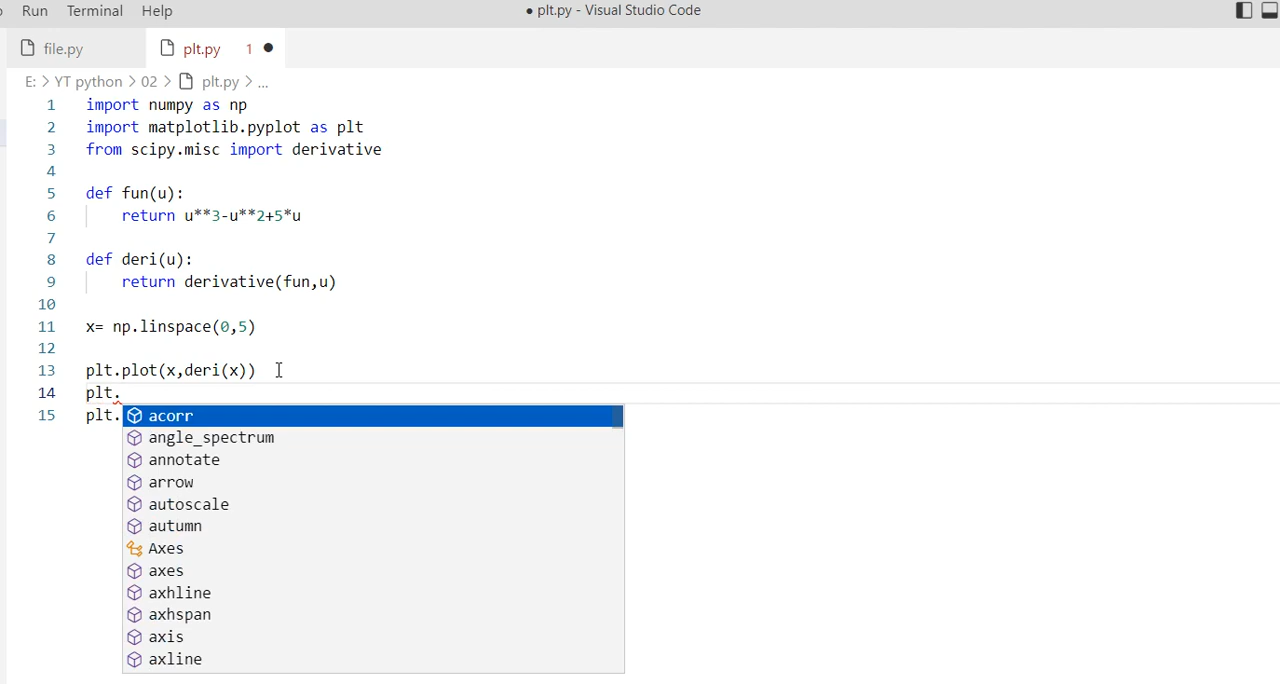 Run Terminal Help ● plt.py - Visual Studio Code
file.py plt.py 1 ●
E: > YT python > 02 > plt.py > ...
1 import numpy as np
2 import matplotlib.pyplot as plt
3 from scipy.misc import derivative
4
5 def fun(u):
6 return u**3-u**2+5*u
7
8 def deri(u):
9 return derivative(fun,u)
10
11 x= np.linspace(0,5)
12
13 plt.plot(x,deri(x))
14 plt.
15 plt.
acorr
angle_spectrum
annotate
arrow
autoscale
autumn
Axes
axes
axhline
axhspan
axis
axline